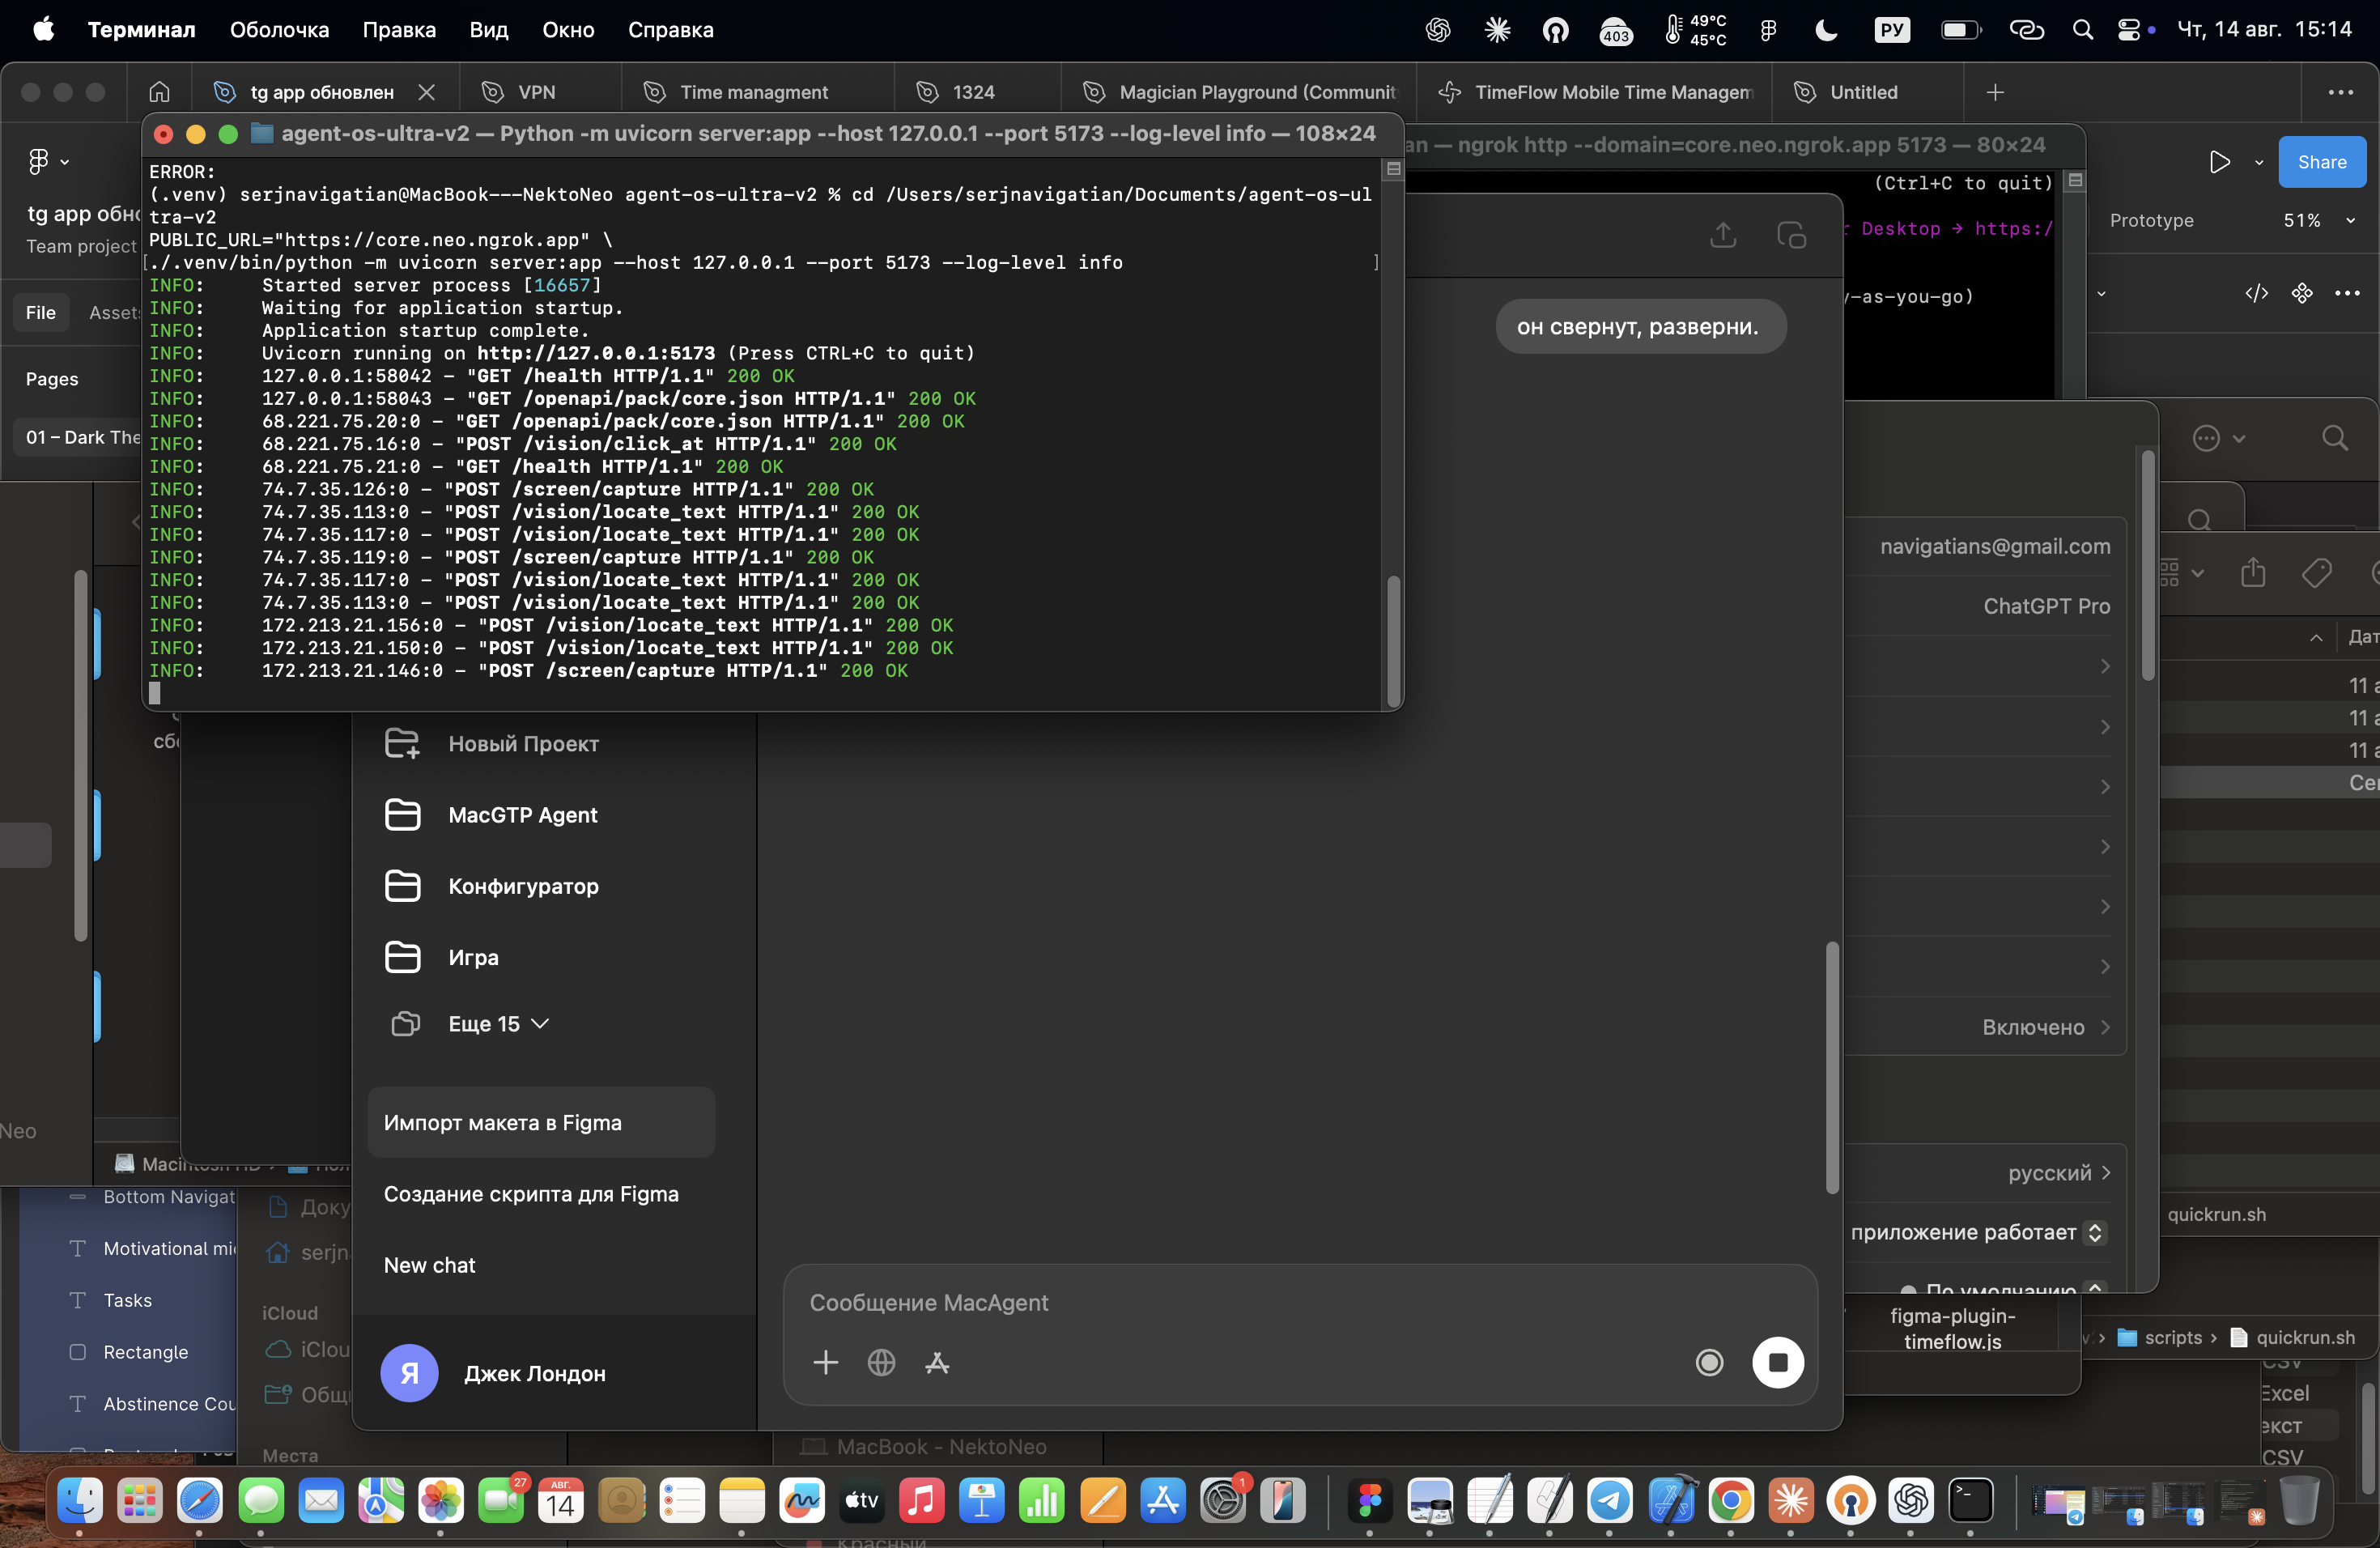 Терминал Оболочка Правка Вид Окно Справка
403
49°C
45°C
РУ
Чт, 14 авг. 15:14
tg app обновлен
VPN
Time managment
1324
Magician Playground (Communit
TimeFlow Mobile Time Managem
Untitled
agent-os-ultra-v2 — Python -m uvicorn server:app --host 127.0.0.1 --port 5173 --log-level info — 108×24
an — ngrok http --domain=core.neo.ngrok.app 5173 — 80×24
Share
(Ctrl+C to quit)
tg app обно
Team project
Prototype
51%
r Desktop → https:/
y-as-you-go)
File
Assets
Pages
01 – Dark The
ERROR:
(.venv) serjnavigatian@MacBook---NektoNeo agent-os-ultra-v2 % cd /Users/serjnavigatian/Documents/agent-os-ul
tra-v2
PUBLIC_URL="https://core.neo.ngrok.app" \
[./.venv/bin/python -m uvicorn server:app --host 127.0.0.1 --port 5173 --log-level info ]
INFO: Started server process [16657]
INFO: Waiting for application startup.
INFO: Application startup complete.
INFO: Uvicorn running on http://127.0.0.1:5173 (Press CTRL+C to quit)
INFO: 127.0.0.1:58042 - "GET /health HTTP/1.1" 200 OK
INFO: 127.0.0.1:58043 - "GET /openapi/pack/core.json HTTP/1.1" 200 OK
INFO: 68.221.75.20:0 - "GET /openapi/pack/core.json HTTP/1.1" 200 OK
INFO: 68.221.75.16:0 - "POST /vision/click_at HTTP/1.1" 200 OK
INFO: 68.221.75.21:0 - "GET /health HTTP/1.1" 200 OK
INFO: 74.7.35.126:0 - "POST /screen/capture HTTP/1.1" 200 OK
INFO: 74.7.35.113:0 - "POST /vision/locate_text HTTP/1.1" 200 OK
INFO: 74.7.35.117:0 - "POST /vision/locate_text HTTP/1.1" 200 OK
INFO: 74.7.35.119:0 - "POST /screen/capture HTTP/1.1" 200 OK
INFO: 74.7.35.117:0 - "POST /vision/locate_text HTTP/1.1" 200 OK
INFO: 74.7.35.113:0 - "POST /vision/locate_text HTTP/1.1" 200 OK
INFO: 172.213.21.156:0 - "POST /vision/locate_text HTTP/1.1" 200 OK
INFO: 172.213.21.150:0 - "POST /vision/locate_text HTTP/1.1" 200 OK
INFO: 172.213.21.146:0 - "POST /screen/capture HTTP/1.1" 200 OK
он свернут, разверни.
navigatians@gmail.com
ChatGPT Pro
Включено
русский
приложение работает
По умолчанию
Дат
11 а
11 а
11 а
Сег
сбо
Новый Проект
MacGTP Agent
Конфигуратор
Игра
Еще 15
Импорт макета в Figma
Создание скрипта для Figma
New chat
Я
Джек Лондон
Сообщение MacAgent
Neo
Macintosh HD
Bottom Navigat
Motivational mi
Tasks
Rectangle
Abstinence Cou
Доку
serjn
iCloud
iClou
Общ
Места
MacBook - NektoNeo
Красный
figma-plugin-
timeflow.js
quickrun.sh
scripts
quickrun.sh
CSV
Excel
екст
CSV
27
АВГ.
14
tv
1